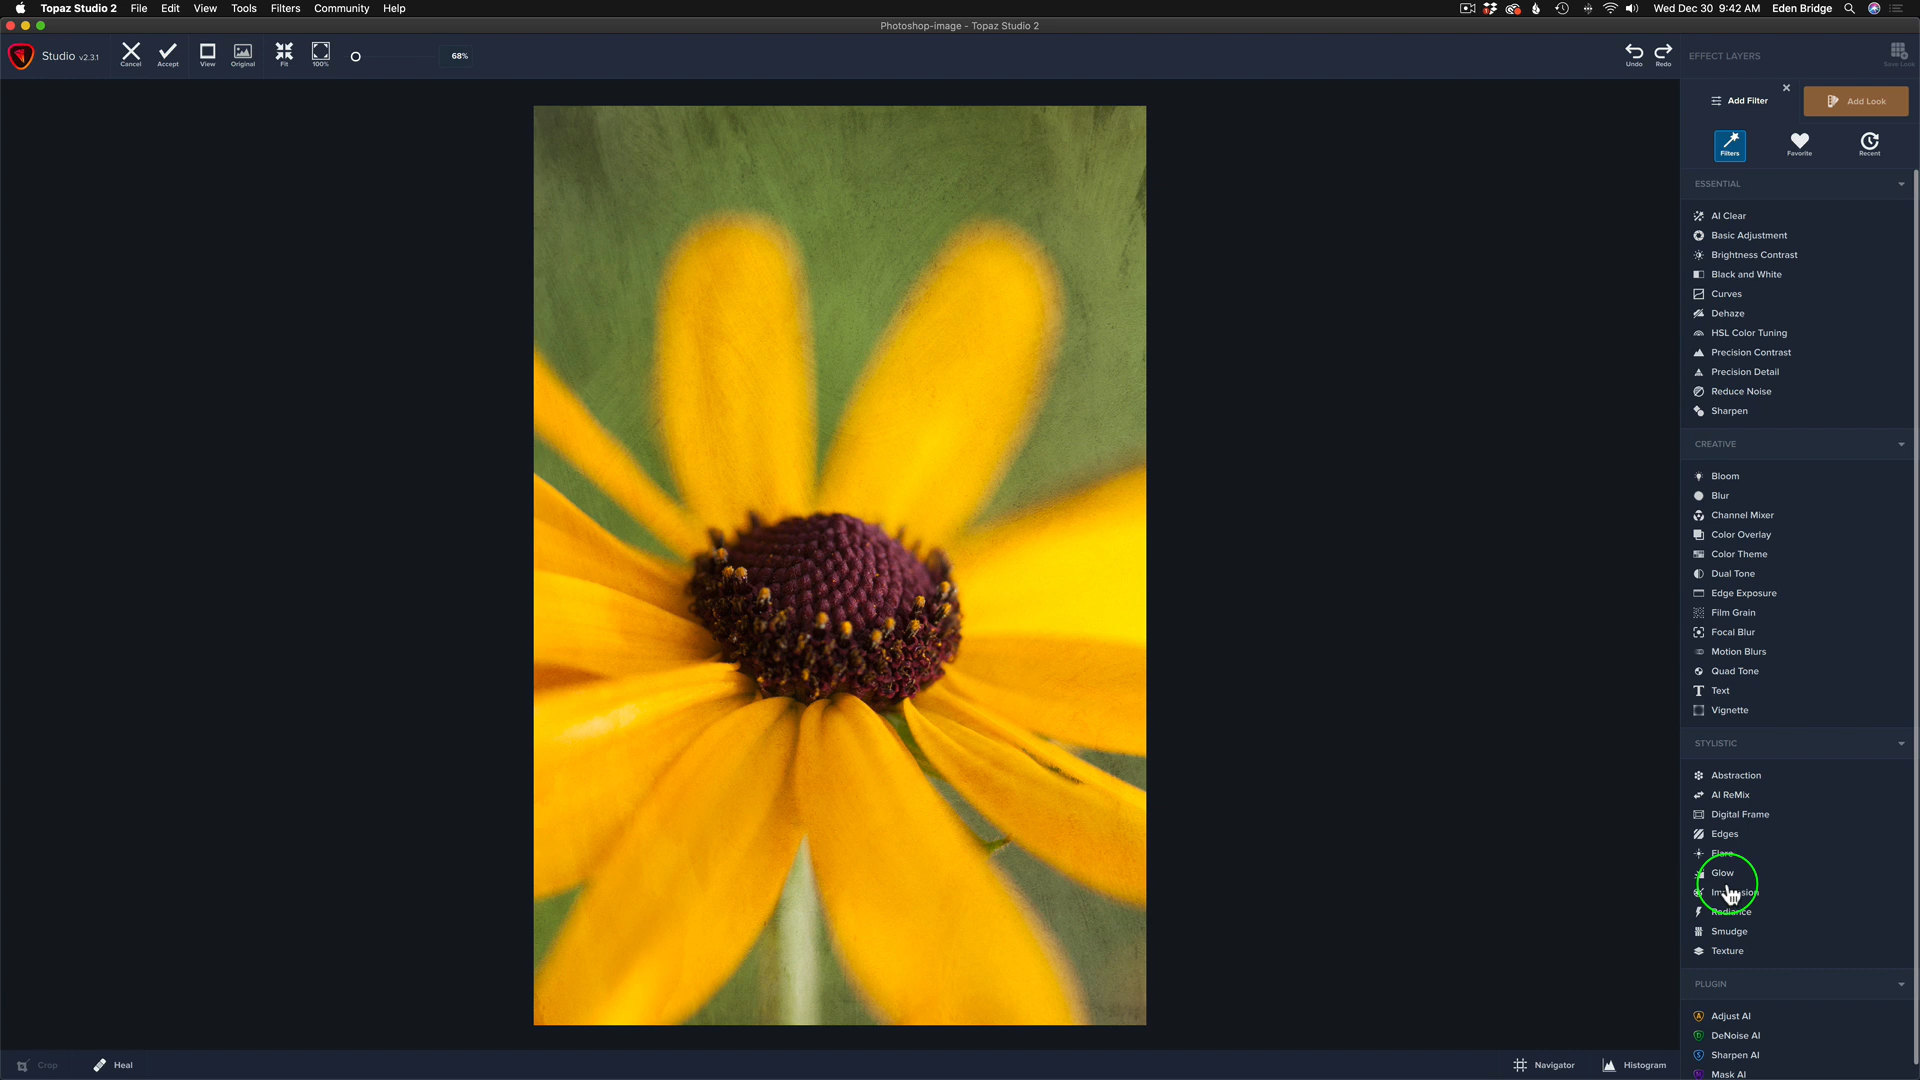 Topaz Studio 2 File Edit View Tools Filters Community Help Wed Dec 30 9:42 AM Eden Bridge
Photoshop-image - Topaz Studio 2
Studio v2.3.1 Cancel Accept View Original Fit 100% 68% Undo Redo EFFECT LAYERS Save Look
Add Filter Add Look
Filters Favorite Recent
ESSENTIAL
AI Clear
Basic Adjustment
Brightness Contrast
Black and White
Curves
Dehaze
HSL Color Tuning
Precision Contrast
Precision Detail
Reduce Noise
Sharpen
CREATIVE
Bloom
Blur
Channel Mixer
Color Overlay
Color Theme
Dual Tone
Edge Exposure
Film Grain
Focal Blur
Motion Blurs
Quad Tone
Text
Vignette
STYLISTIC
Abstraction
AI ReMix
Digital Frame
Edges
Flare
Glow
Radiance
Smudge
Texture
PLUGIN
Adjust AI
DeNoise AI
Sharpen AI
Mask AI
Crop Heal Navigator Histogram